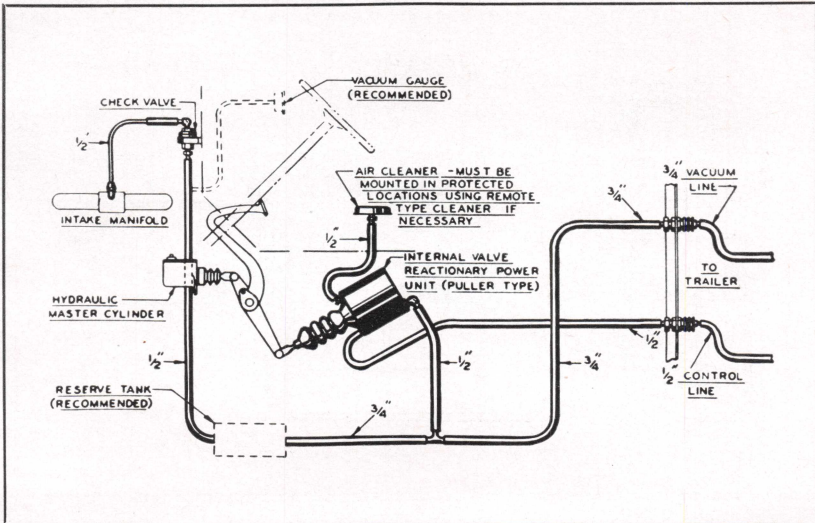 VACUUM GAUGE
(RECOMMENDED)
CHECK VALVE
1/2"
INTAKE MANIFOLD
AIR CLEANER - MUST BE
MOUNTED IN PROTECTED
LOCATIONS USING REMOTE
TYPE CLEANER IF
NECESSARY
1/2"
3/4"
3/4"
VACUUM
LINE
INTERNAL VALVE
REACTIONARY POWER
UNIT (PULLER TYPE)
TO
TRAILER
HYDRAULIC
MASTER CYLINDER
1/2"
1/2"
3/4"
1/2"
1/2"
CONTROL
LINE
RESERVE TANK
(RECOMMENDED)
3/4"